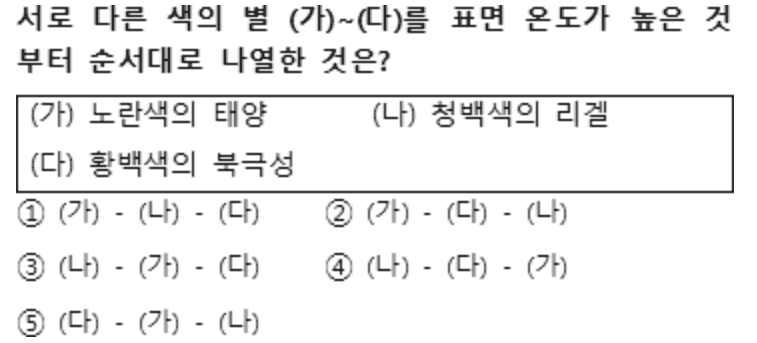 서로 다른 색의 별 (가)~(다)를 표면 온도가 높은 것
부터 순서대로 나열한 것은?
(가) 노란색의 태양 (나) 청백색의 리겔
(다) 황백색의 북극성
① (가) - (나) - (다) ② (가) - (다) - (나)
③ (나) - (가) - (다) ④ (나) - (다) - (가)
⑤ (다) - (가) - (나)